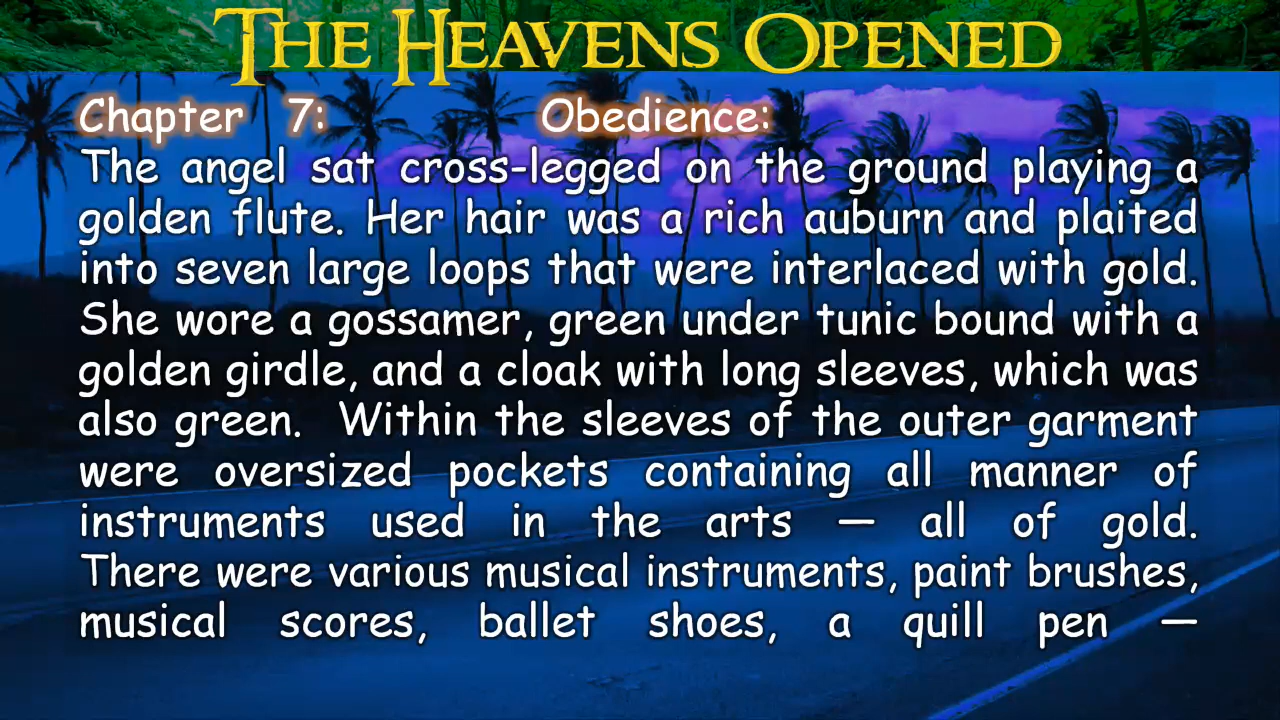 THE HEAVENS OPENED
Chapter 7: Obedience:
The angel sat cross-legged on the ground playing a
golden flute. Her hair was a rich auburn and plaited
into seven large loops that were interlaced with gold.
She wore a gossamer, green under tunic bound with a
golden girdle, and a cloak with long sleeves, which was
also green. Within the sleeves of the outer garment
were oversized pockets containing all manner of
instruments used in the arts — all of gold.
There were various musical instruments, paint brushes,
musical scores, ballet shoes, a quill pen —